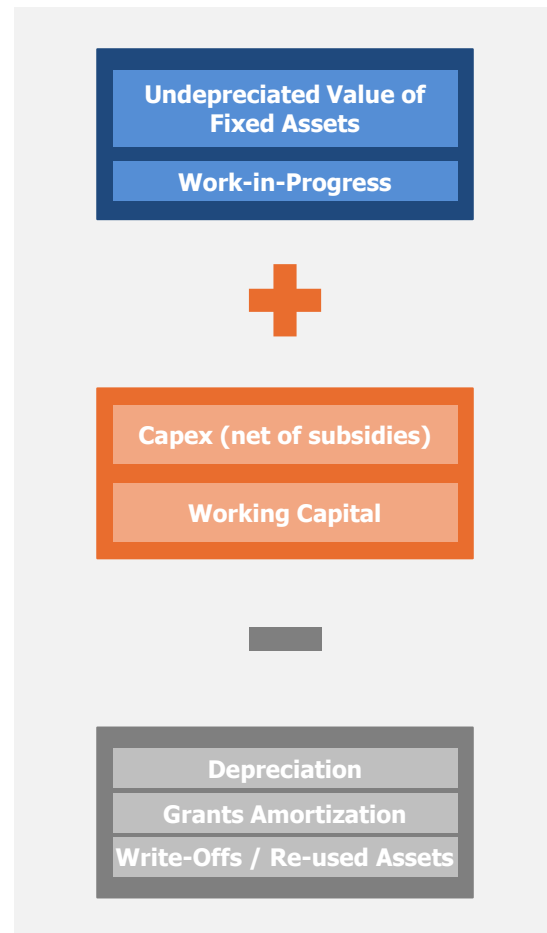 Undepreciated Value of
Fixed Assets
Work-in-Progress
Capex (net of subsidies)
Working Capital
Depreciation
Grants Amortization
Write-Offs / Re-used Assets